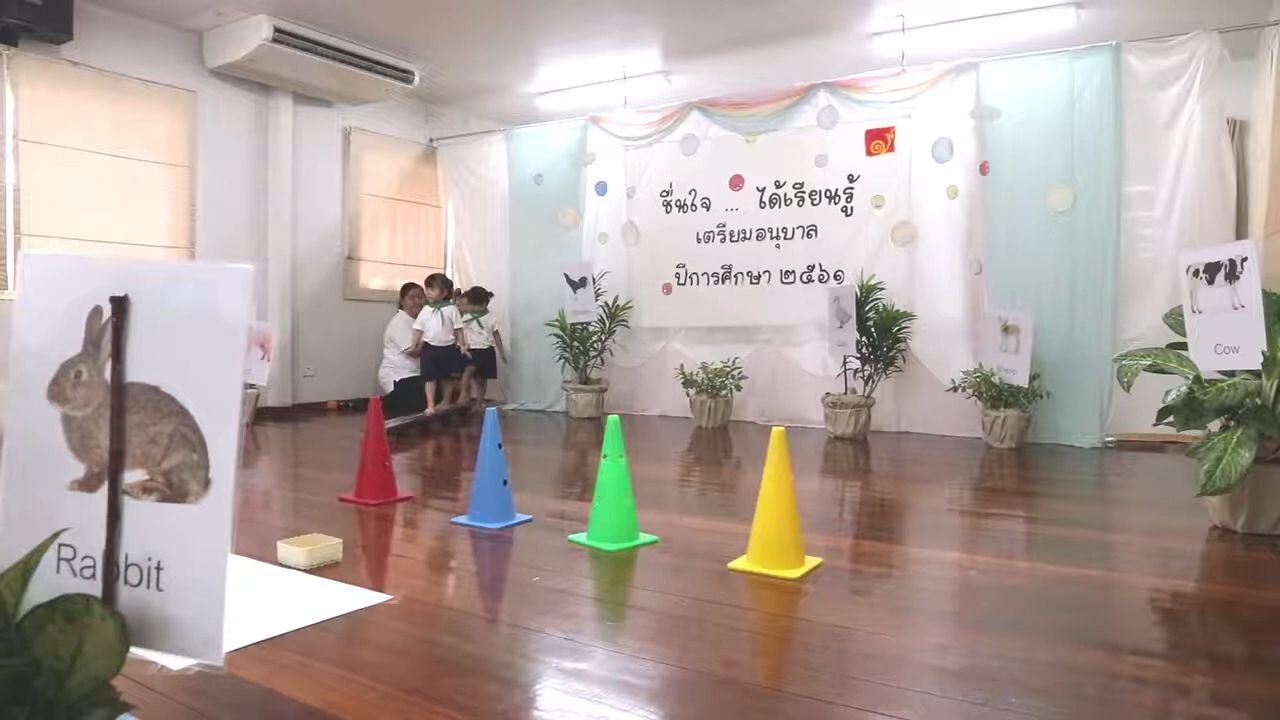 ชื่นใจ ... ได้เรียนรู้
เตรียมอนุบาล
ปีการศึกษา ๒๕๖๑
Cow
Rabbit